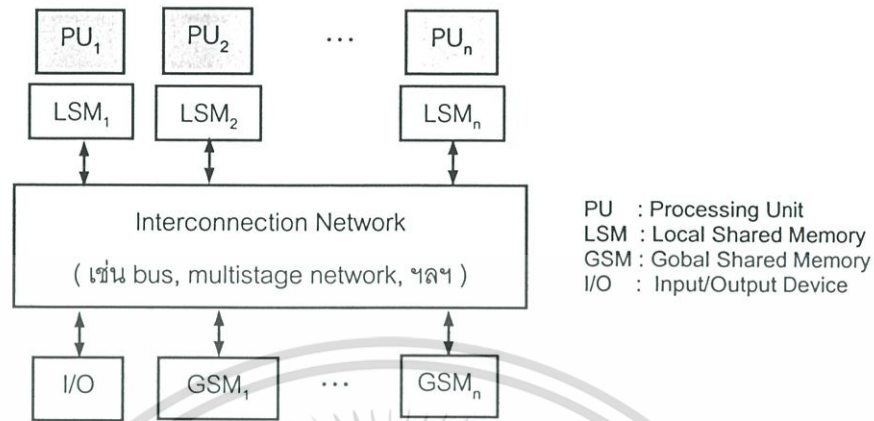 PU₁ PU₂ ... PUₙ
LSM₁ LSM₂ LSMₙ
Interconnection Network
( เช่น bus, multistage network, ฯลฯ )
I/O GSM₁ ... GSMₙ
PU : Processing Unit
LSM : Local Shared Memory
GSM : Gobal Shared Memory
I/O : Input/Output Device